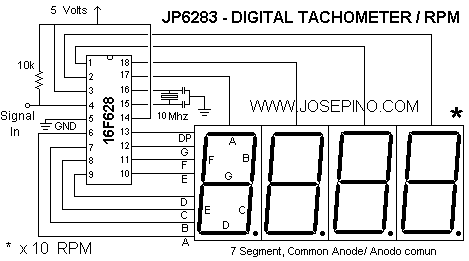 5 Volts
JP6283 - DIGITAL TACHOMETER / RPM
10k
Signal
In
GND
16F628
1
2
3
4
5
6
7
8
9
18
17
16
15
14
13
12
11
10
10 Mhz
WWW.JOSEPINO.COM
*
DP
G
F
E
D
C
B
A
A
F
B
G
E
C
D
* x 10 RPM
7 Segment, Common Anode/ Anodo comun